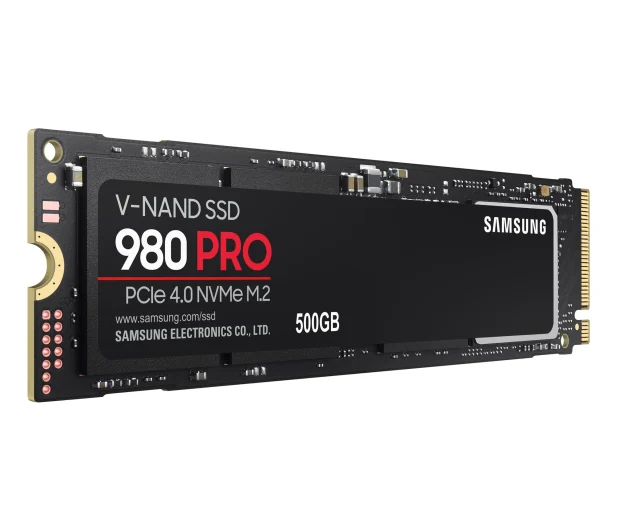 V-NAND SSD
980 PRO
PCIe 4.0 NVMe M.2
www.samsung.com/ssd
SAMSUNG ELECTRONICS CO., LTD.
500GB
SAMSUNG